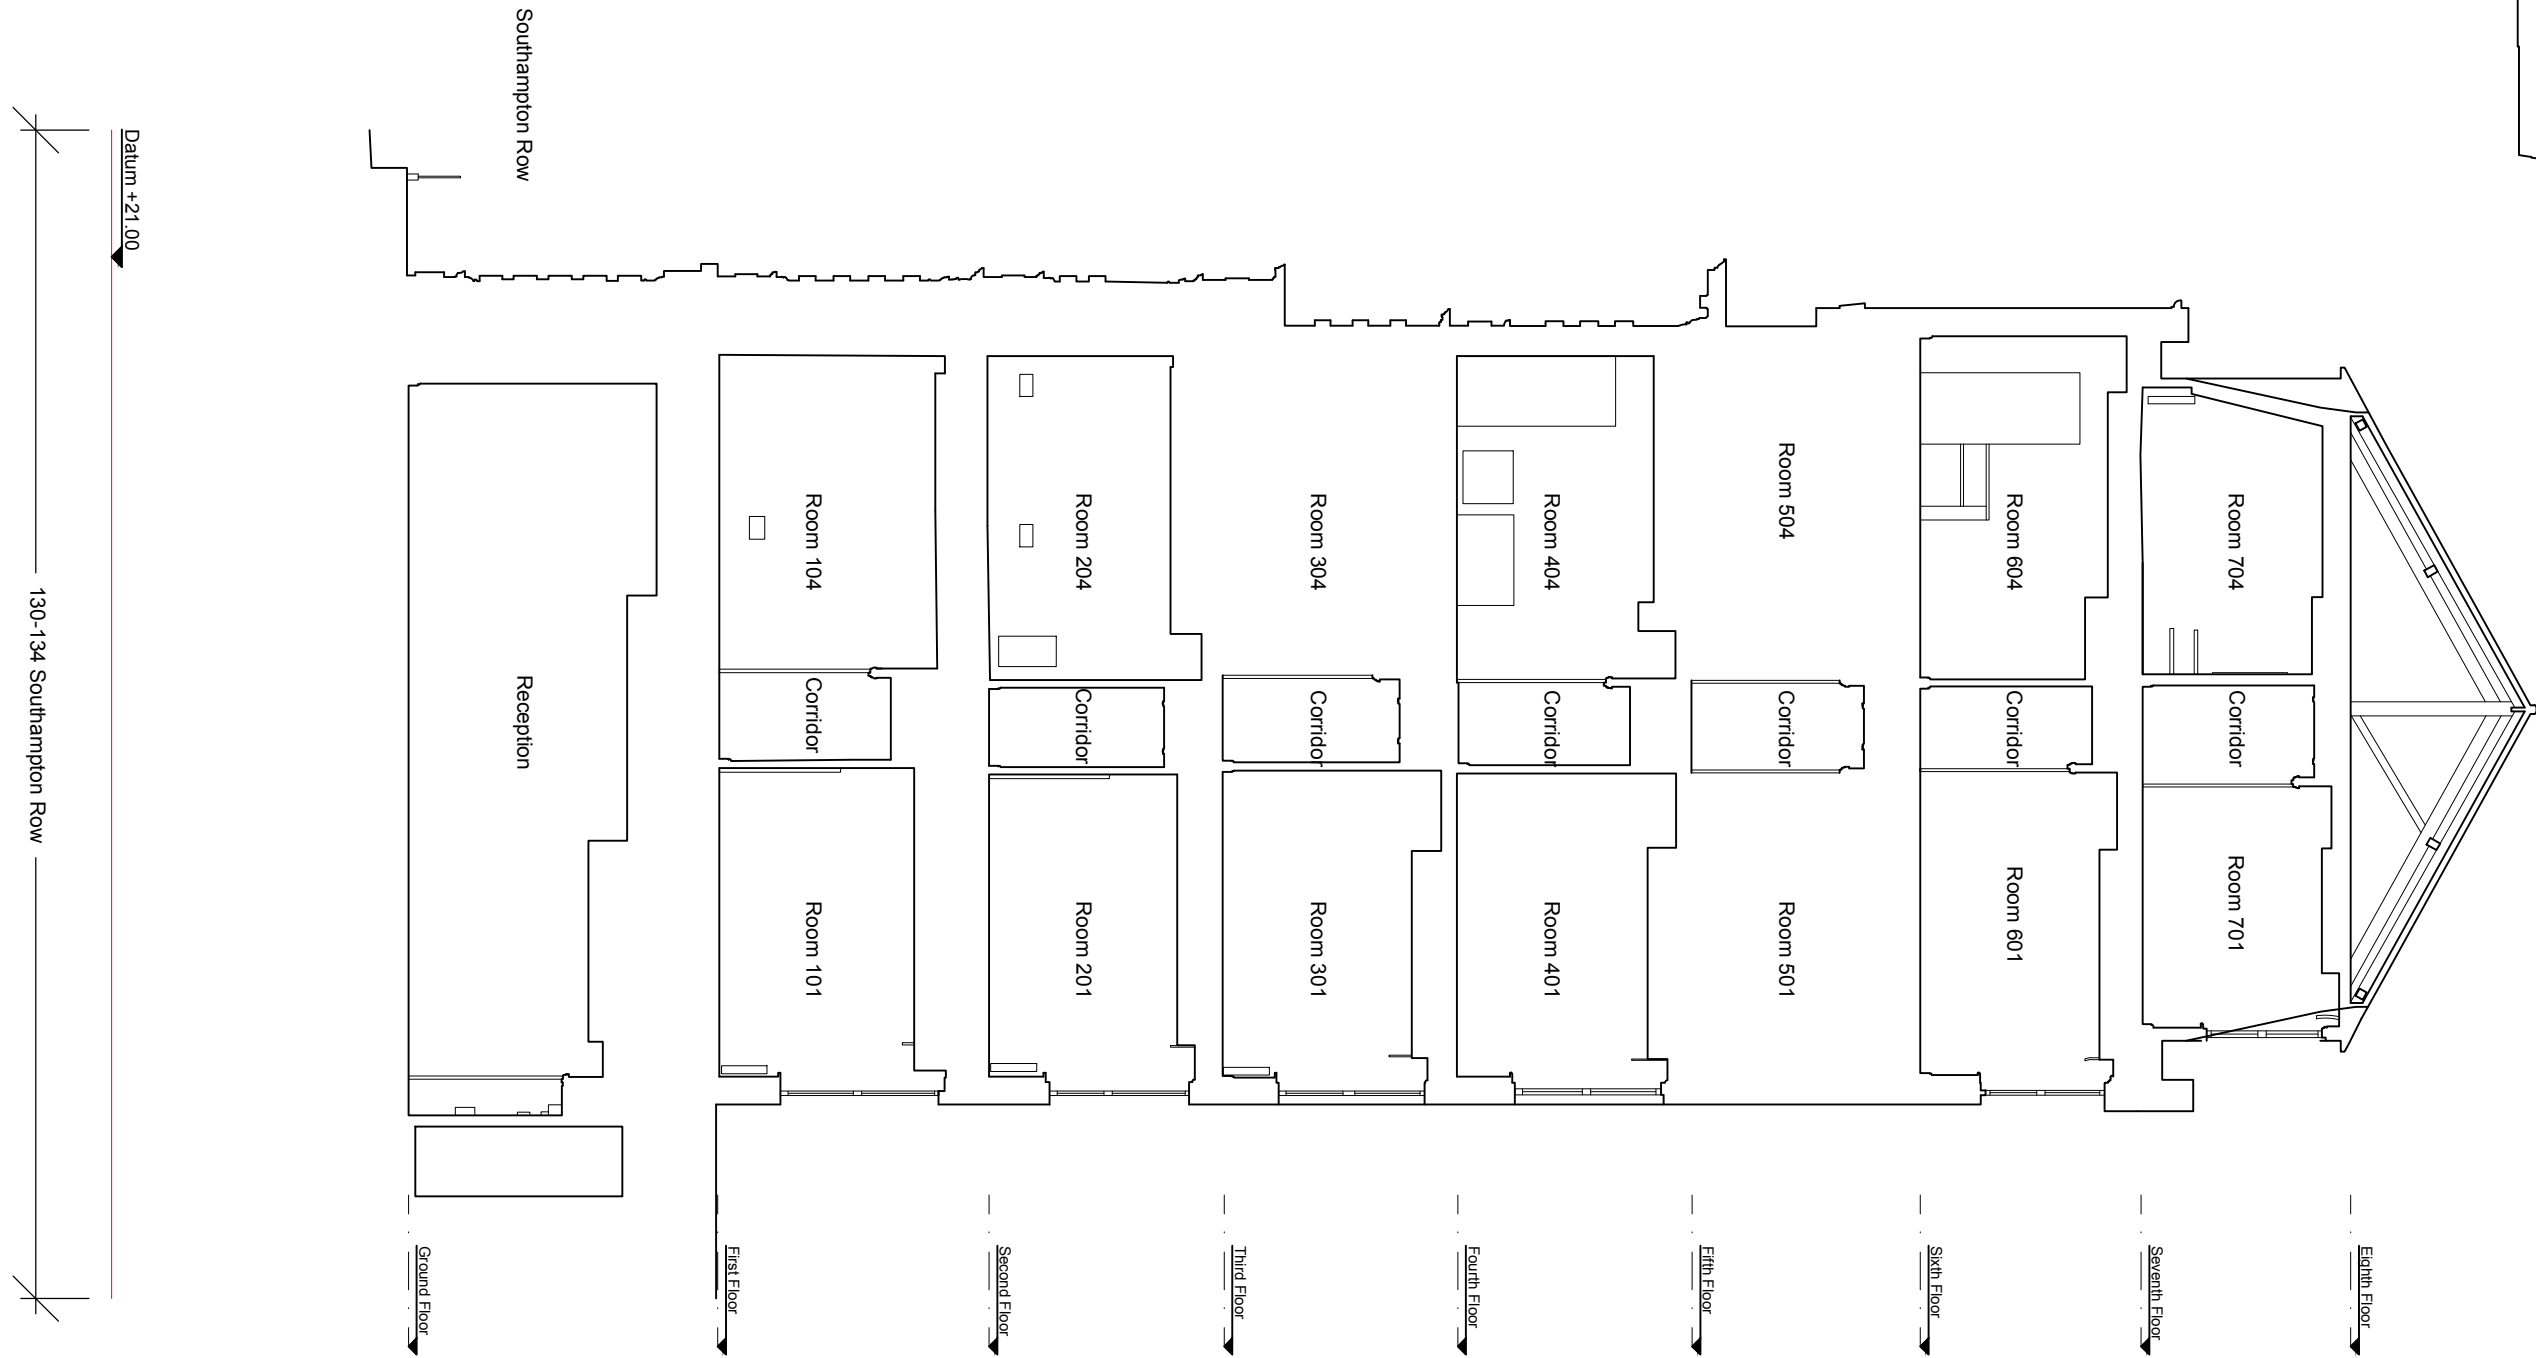 Eighth Floor
Seventh Floor
Sixth Floor
Fifth Floor
Fourth Floor
Third Floor
Second Floor
First Floor
Ground Floor
Room 704
Corridor
Room 701
Room 604
Corridor
Room 601
Room 504
Corridor
Room 501
Room 404
Corridor
Room 401
Room 304
Corridor
Room 301
Room 204
Corridor
Room 201
Room 104
Corridor
Room 101
Southampton Row
Reception
Datum +21.00
130-134 Southampton Row